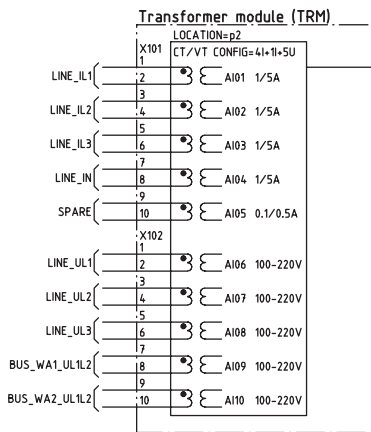 Transformer module (TRM)
LOCATION=p2
X101
CT/VT CONFIG=4I+1I+5U
1
LINE_IL1 2 AI01 1/5A
3
LINE_IL2 4 AI02 1/5A
5
LINE_IL3 6 AI03 1/5A
7
LINE_IN 8 AI04 1/5A
9
SPARE 10 AI05 0.1/0.5A
X102
1
LINE_UL1 2 AI06 100-220V
3
LINE_UL2 4 AI07 100-220V
5
LINE_UL3 6 AI08 100-220V
7
BUS_WA1_UL1L2 8 AI09 100-220V
9
BUS_WA2_UL1L2 10 AI10 100-220V